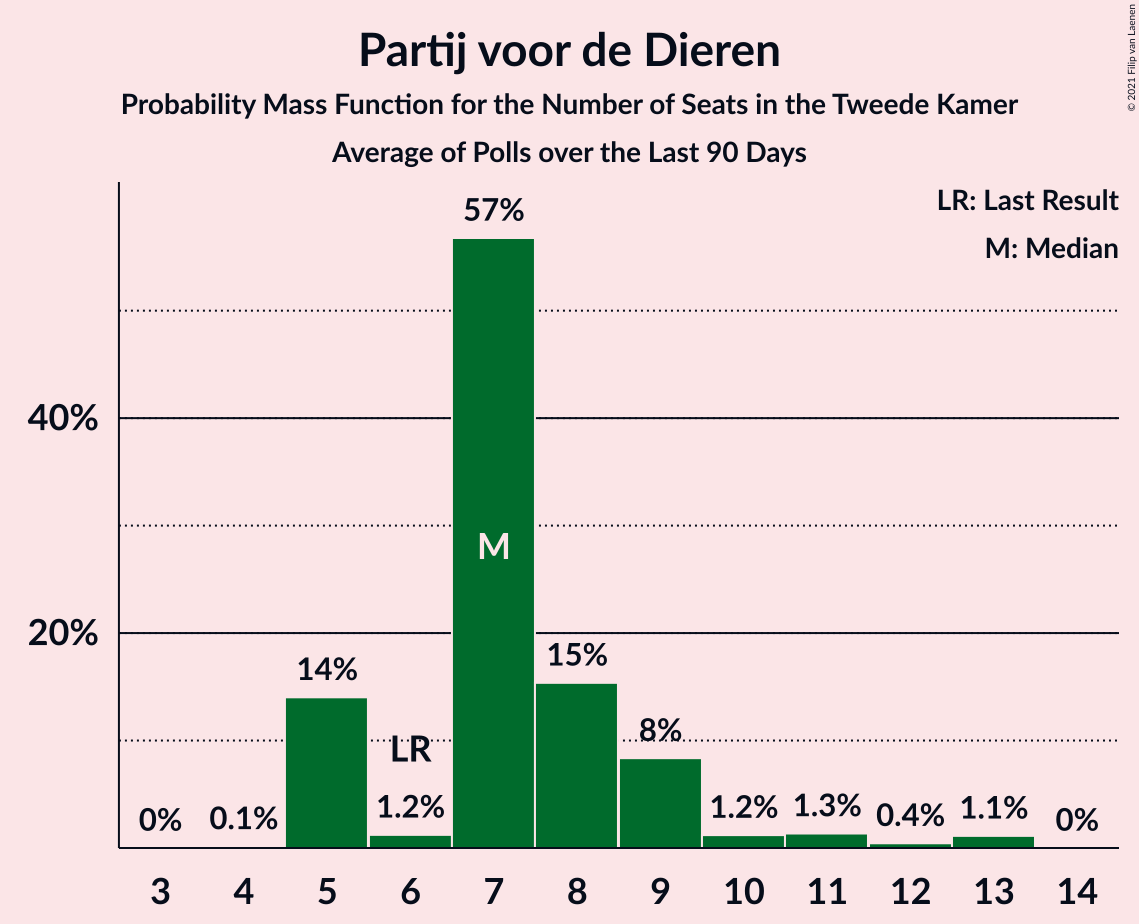 Partij voor de Dieren
Probability Mass Function for the Number of Seats in the Tweede Kamer
Average of Polls over the Last 90 Days
© 2021 Filip van Laenen
LR: Last Result
M: Median
57%
40%
M
20%
15%
14%
8%
LR
0%
0.1%
1.2%
1.2%
1.3%
0.4%
1.1%
0%
3 4 5 6 7 8 9 10 11 12 13 14